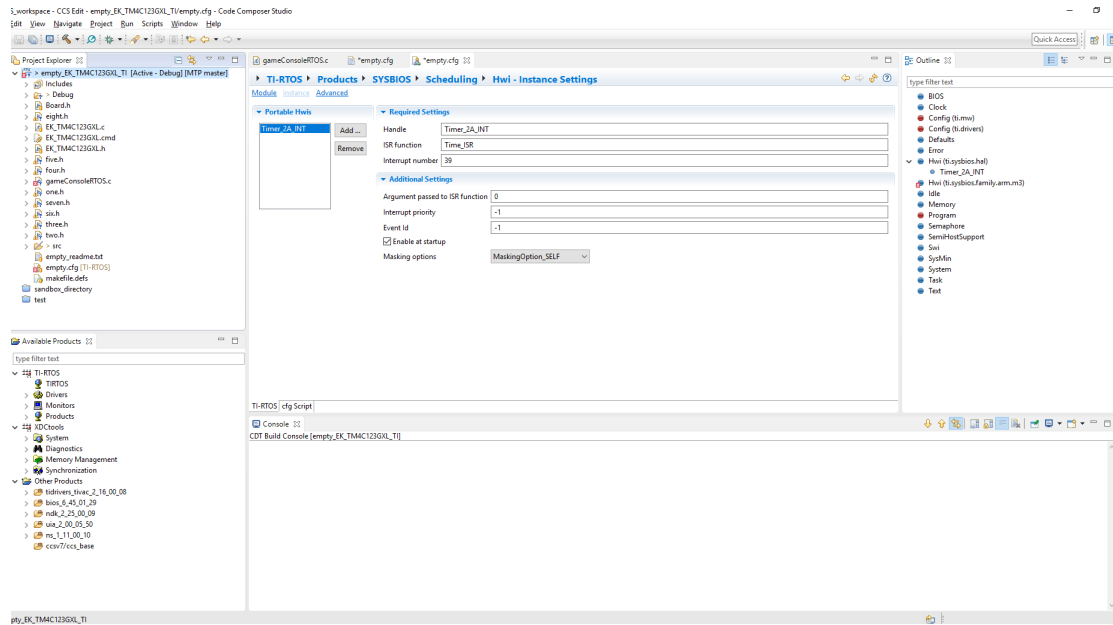 5_workspace - CCS Edit - empty_EK_TM4C123GXL_TI/empty.cfg - Code Composer Studio
Edit View Navigate Project Run Scripts Window Help
Quick Access
Project Explorer
> empty_EK_TM4C123GXL_TI [Active - Debug] [MTP master]
Includes
> Debug
Board.h
eight.h
EK_TM4C123GXL.c
EK_TM4C123GXL.cmd
EK_TM4C123GXL.h
five.h
four.h
gameConsoleRTOS.c
one.h
seven.h
six.h
three.h
two.h
> src
empty_readme.txt
empty.cfg [TI-RTOS]
makefile.defs
sandbox_directory
test
Available Products
type filter text
TI-RTOS
TIRTOS
Drivers
Monitors
Products
XDCtools
System
Diagnostics
Memory Management
Synchronization
Other Products
tidrivers_tivac_2_16_00_08
bios_6_45_01_29
ndk_2_25_00_09
uia_2_00_05_50
ns_1_11_00_10
ccsv7/ccs_base
gameConsoleRTOS.c *empty.cfg *empty.cfg
TI-RTOS Products SYSBIOS Scheduling Hwi - Instance Settings
Module Instance Advanced
Portable Hwis
Timer_2A_INT
Add ...
Remove
Required Settings
Handle Timer_2A_INT
ISR function Time_ISR
Interrupt number 39
Additional Settings
Argument passed to ISR function 0
Interrupt priority -1
Event Id -1
Enable at startup
Masking options MaskingOption_SELF
TI-RTOS cfg Script
Console
CDT Build Console [empty_EK_TM4C123GXL_TI]
Outline
type filter text
BIOS
Clock
Config (ti.mw)
Config (ti.drivers)
Defaults
Error
Hwi (ti.sysbios.hal)
Timer_2A_INT
Hwi (ti.sysbios.family.arm.m3)
Idle
Memory
Program
Semaphore
SemiHostSupport
Swi
SysMin
System
Task
Text
pty_EK_TM4C123GXL_TI